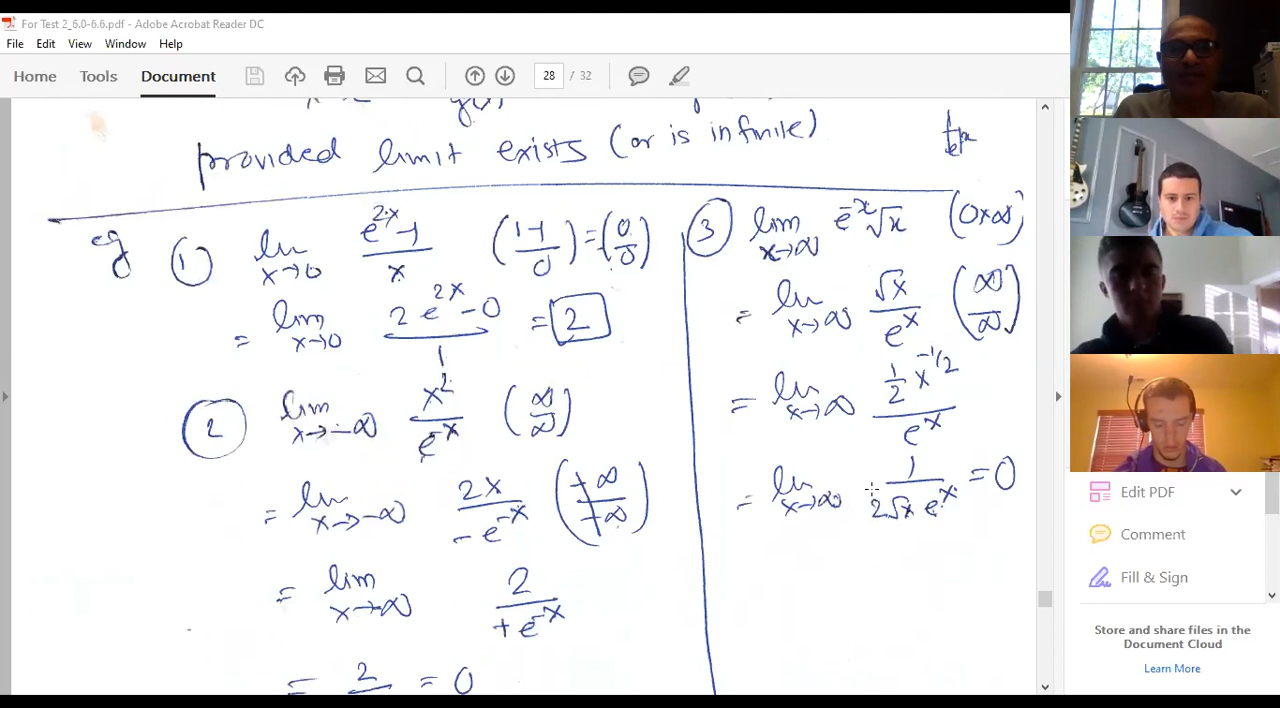 For Test 2_6.0-6.6.pdf - Adobe Acrobat Reader DC
File Edit View Window Help
Home Tools Document 28 / 32
provided limit exists (or is infinite)
eg ① lim x→0 (e^{2x} - 1)/x ((1-1)/0) = (0/0)
= lim x→0 (2e^{2x} - 0)/1 = 2
② lim x→-∞ x²/e^{-x} (∞/∞)
= lim x→-∞ 2x/-e^{-x} (-∞/-∞)
= lim x→-∞ 2/+e^{-x}
= 2/ = 0
③ lim x→∞ e^{-x}√x (0×∞)
= lim x→∞ √x/e^x (∞/∞)
= lim x→∞ (1/2 x^{-1/2})/e^x
= lim x→∞ 1/(2√x e^x) = 0
Edit PDF
Comment
Fill & Sign
Store and share files in the
Document Cloud
Learn More